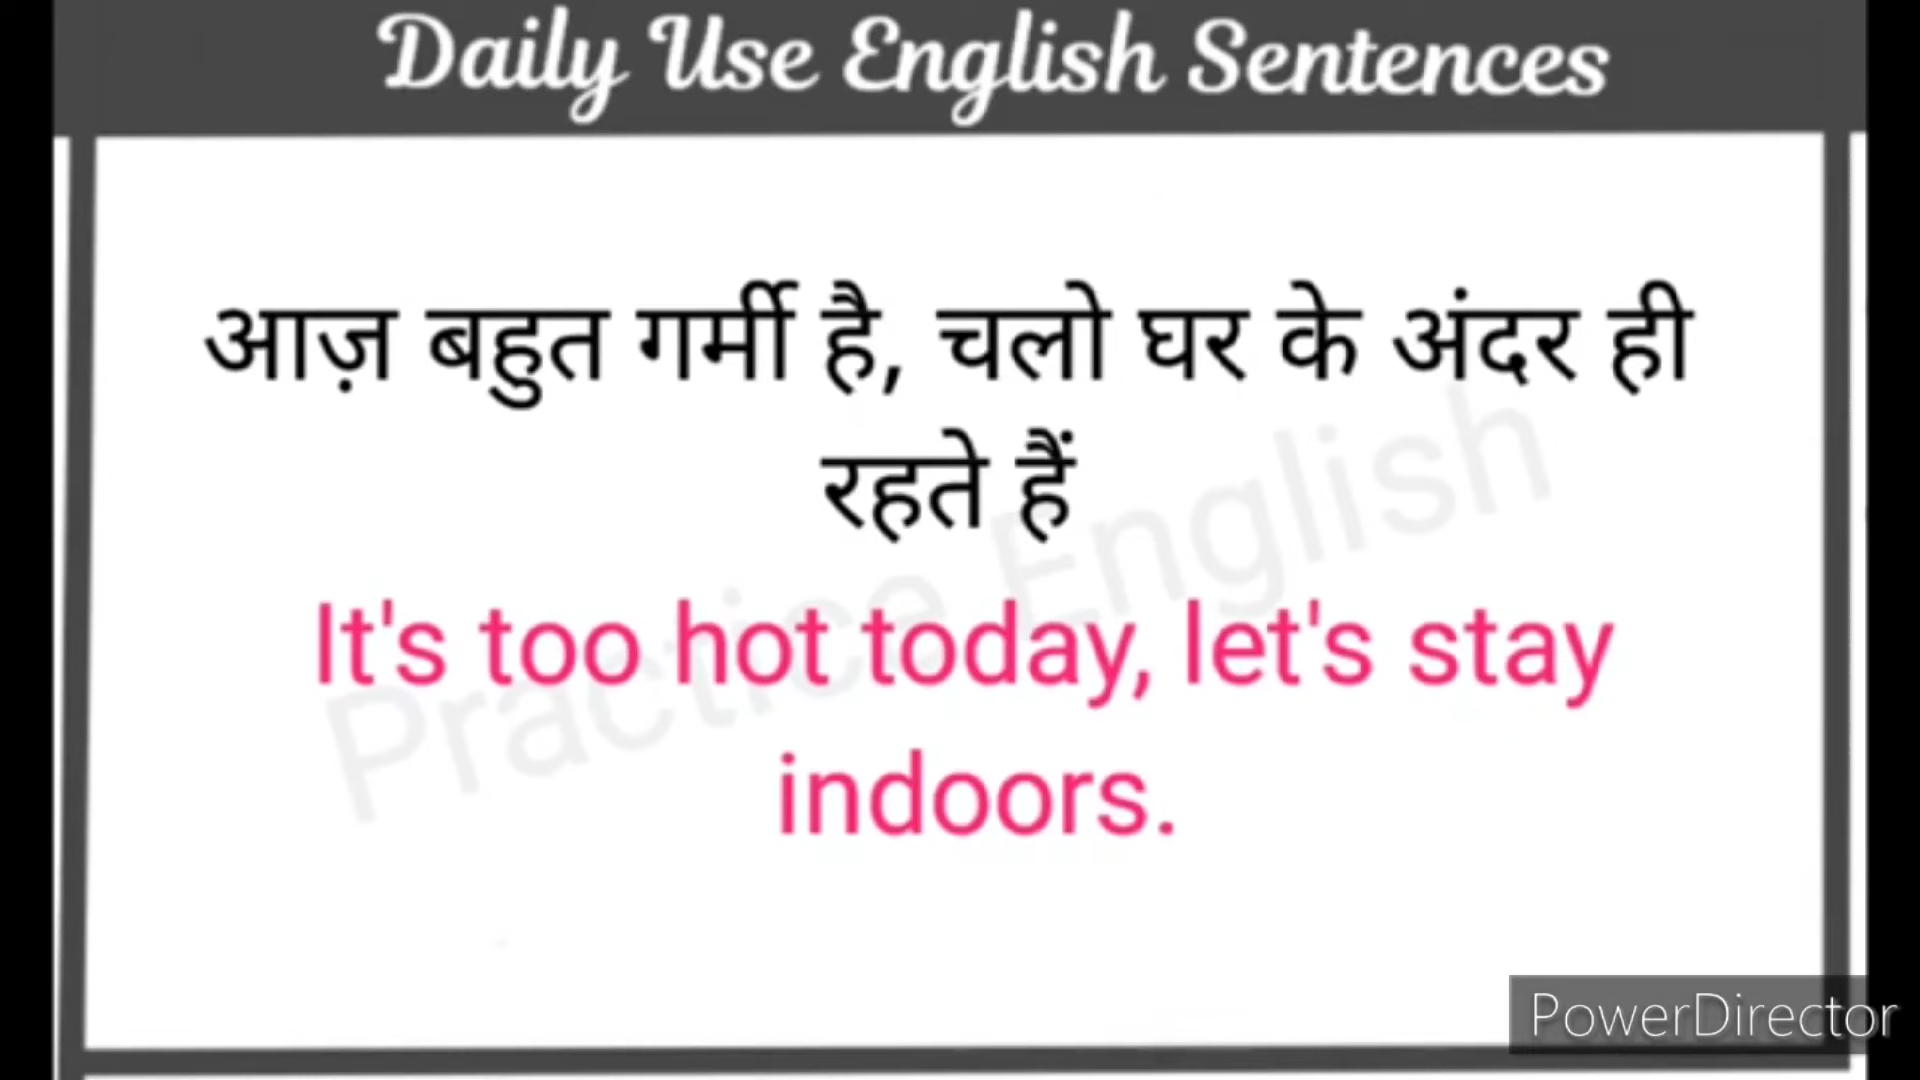 Daily Use English Sentences
आज़ बहुत गर्मी है, चलो घर के अंदर ही
रहते हैं
Practice English
It's too hot today, let's stay
indoors.
PowerDirector